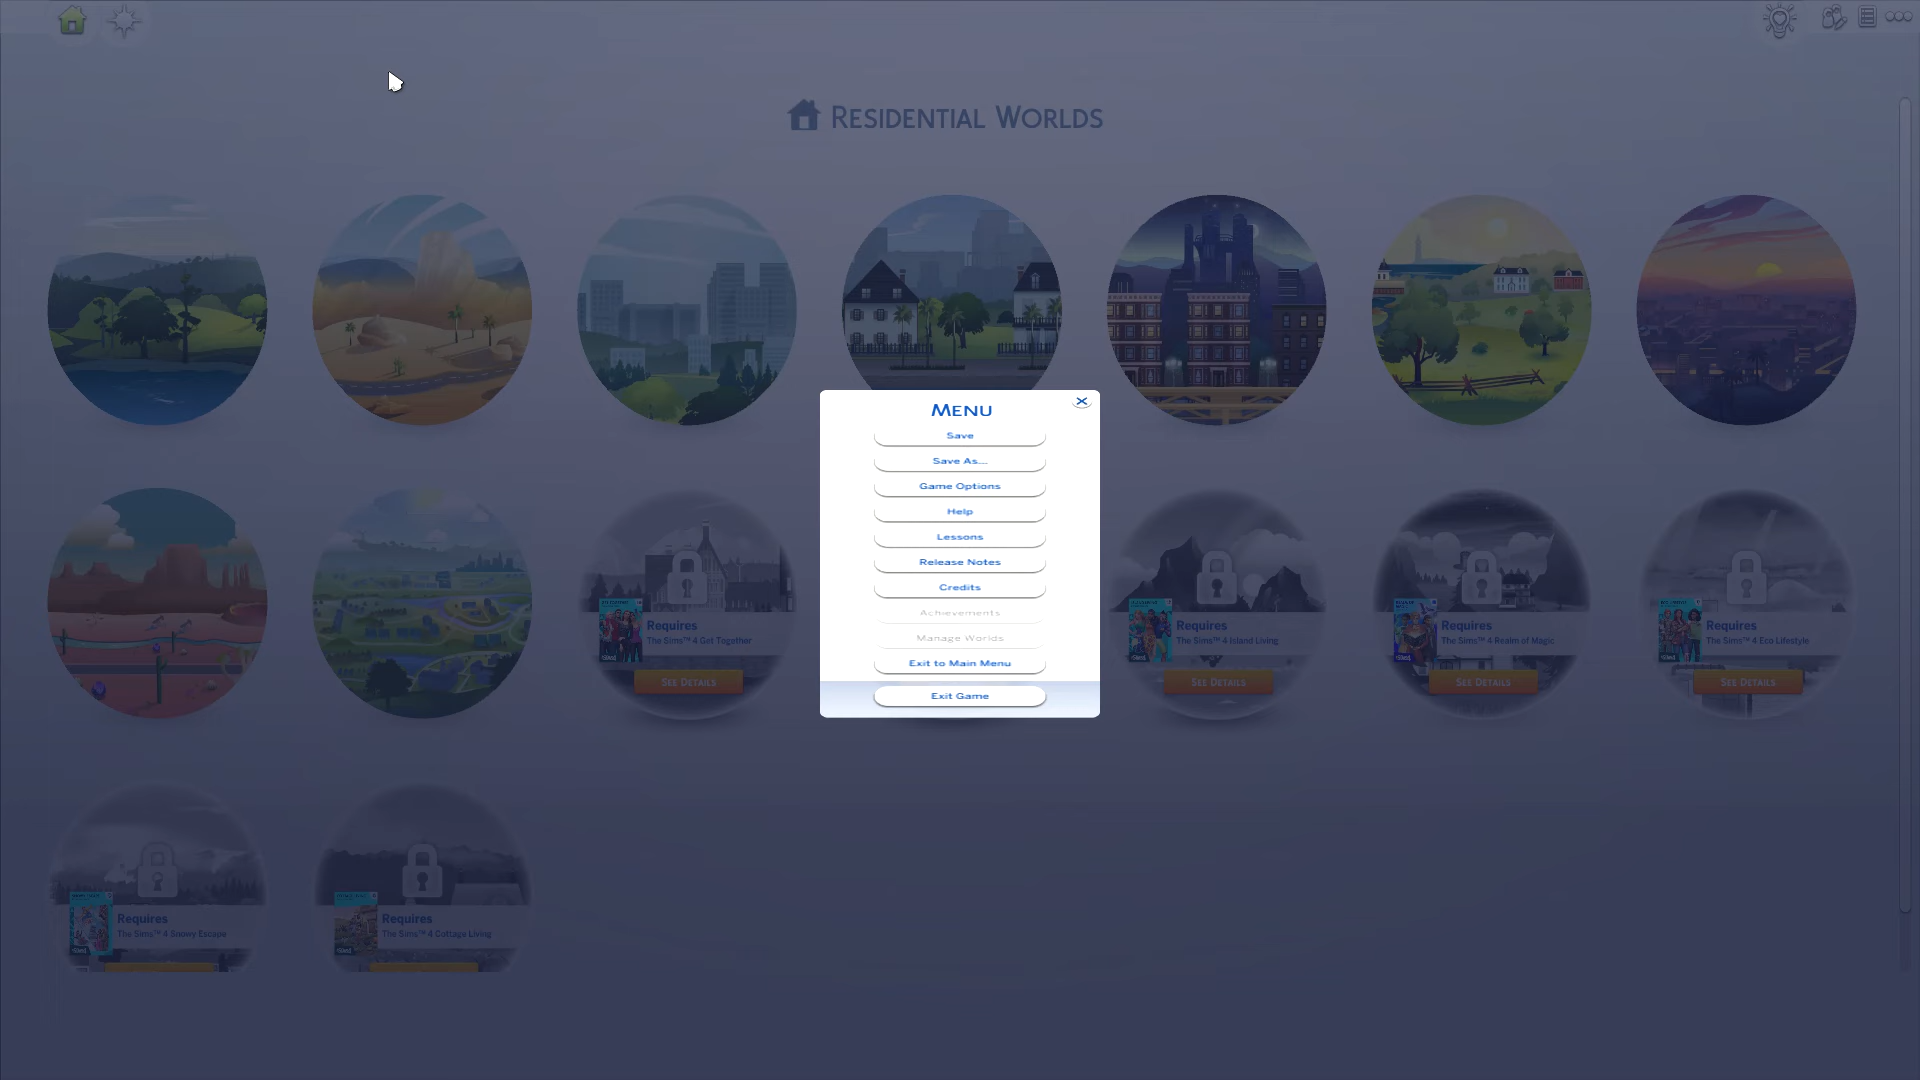 RESIDENTIAL WORLDS
MENU
Save
Save As...
Game Options
Help
Lessons
Release Notes
Credits
Achievements
Manage Worlds
Exit to Main Menu
Exit Game
Requires
The Sims™ 4 Get Together
SEE DETAILS
Requires
The Sims™ 4 Island Living
SEE DETAILS
Requires
The Sims™ 4 Realm of Magic
SEE DETAILS
Requires
The Sims™ 4 Eco Lifestyle
SEE DETAILS
Requires
The Sims™ 4 Snowy Escape
Requires
The Sims™ 4 Cottage Living